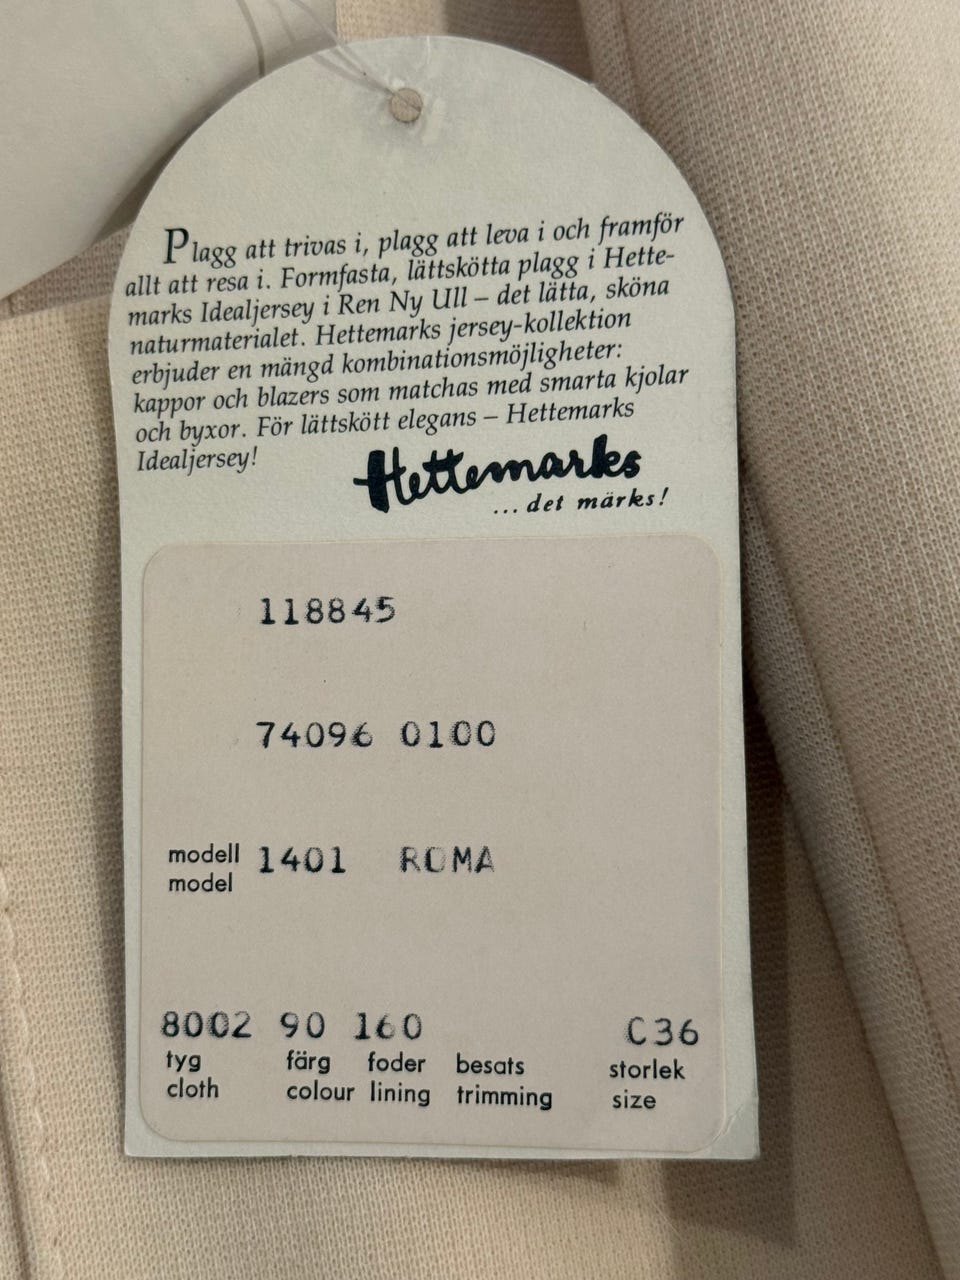 Plagg att trivas i, plagg att leva i och framför
allt att resa i. Formfasta, lättskötta plagg i Hette-
marks Idealjersey i Ren Ny Ull – det lätta, sköna
naturmaterialet. Hettemarks jersey-kollektion
erbjuder en mängd kombinationsmöjligheter:
kappor och blazers som matchas med smarta kjolar
och byxor. För lättskött elegans – Hettemarks
Idealjersey!
Hettemarks
... det märks!
118845
74096 0100
modell 1401 ROMA
model
8002 90 160 C36
tyg färg foder besats storlek
cloth colour lining trimming size